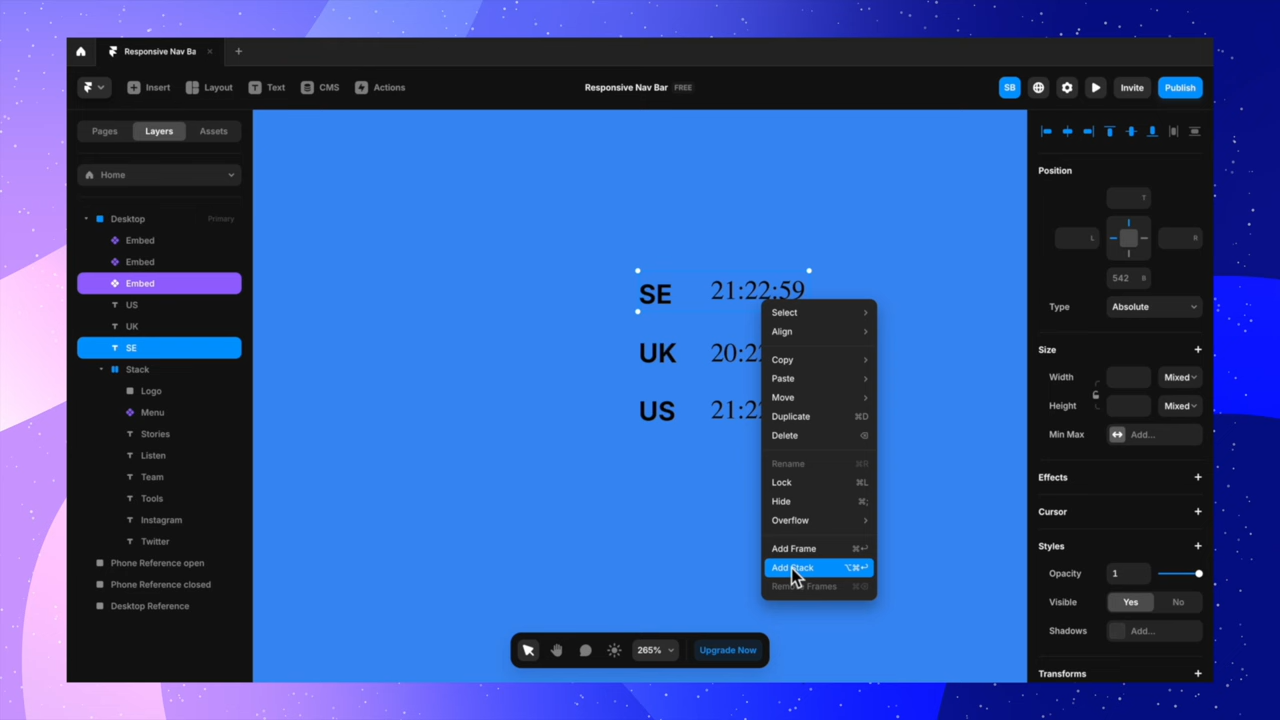 Responsive Nav Ba
Insert
Layout
Text
CMS
Actions
Responsive Nav Bar FREE
SB
Invite
Publish
Pages
Layers
Assets
Home
Desktop Primary
Embed
Embed
Embed
US
UK
SE
Stack
Logo
Menu
Stories
Listen
Team
Tools
Instagram
Twitter
Phone Reference open
Phone Reference closed
Desktop Reference
SE 21:22:59
UK 20:2
US 21:2
Select
Align
Copy
Paste
Move
Duplicate ⌘D
Delete
Rename ⌘R
Lock ⌘L
Hide ⌘;
Overflow
Add Frame ⌘↩
Add Stack ⌥⌘↩
Remove Frames
265%
Upgrade Now
Position
T
L
R
542 B
Type Absolute
Size
Width Mixed
Height Mixed
Min Max Add...
Effects
Cursor
Styles
Opacity 1
Visible Yes No
Shadows Add...
Transforms